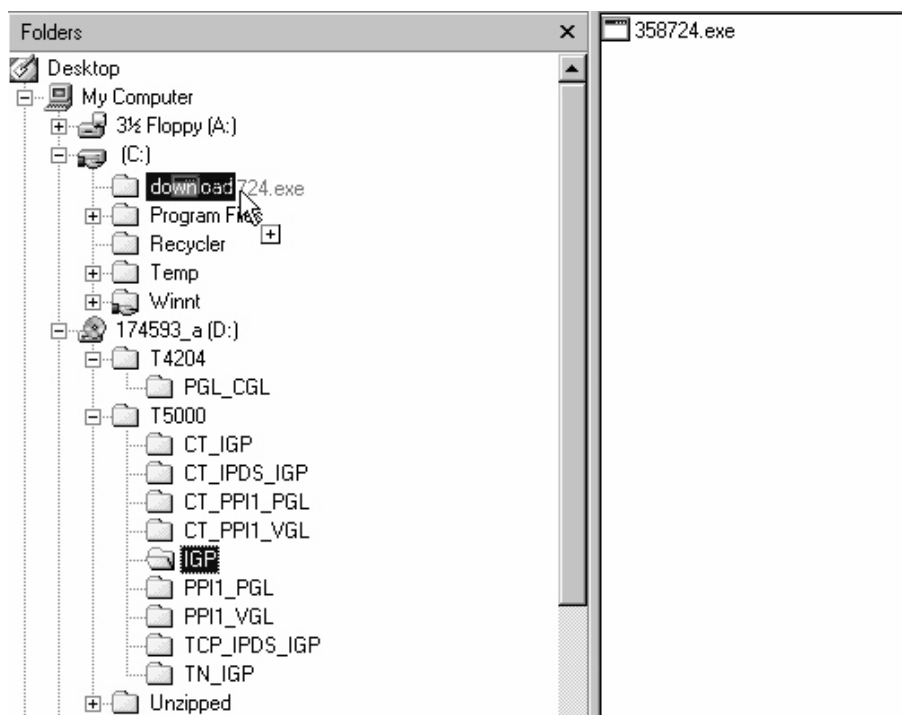 Folders
358724.exe
Desktop
My Computer
3½ Floppy (A:)
(C:)
download 724.exe
Program Files
Recycler
Temp
Winnt
174593_a (D:)
T4204
PGL_CGL
T5000
CT_IGP
CT_IPDS_IGP
CT_PPI1_PGL
CT_PPI1_VGL
IGP
PPI1_PGL
PPI1_VGL
TCP_IPDS_IGP
TN_IGP
Unzipped